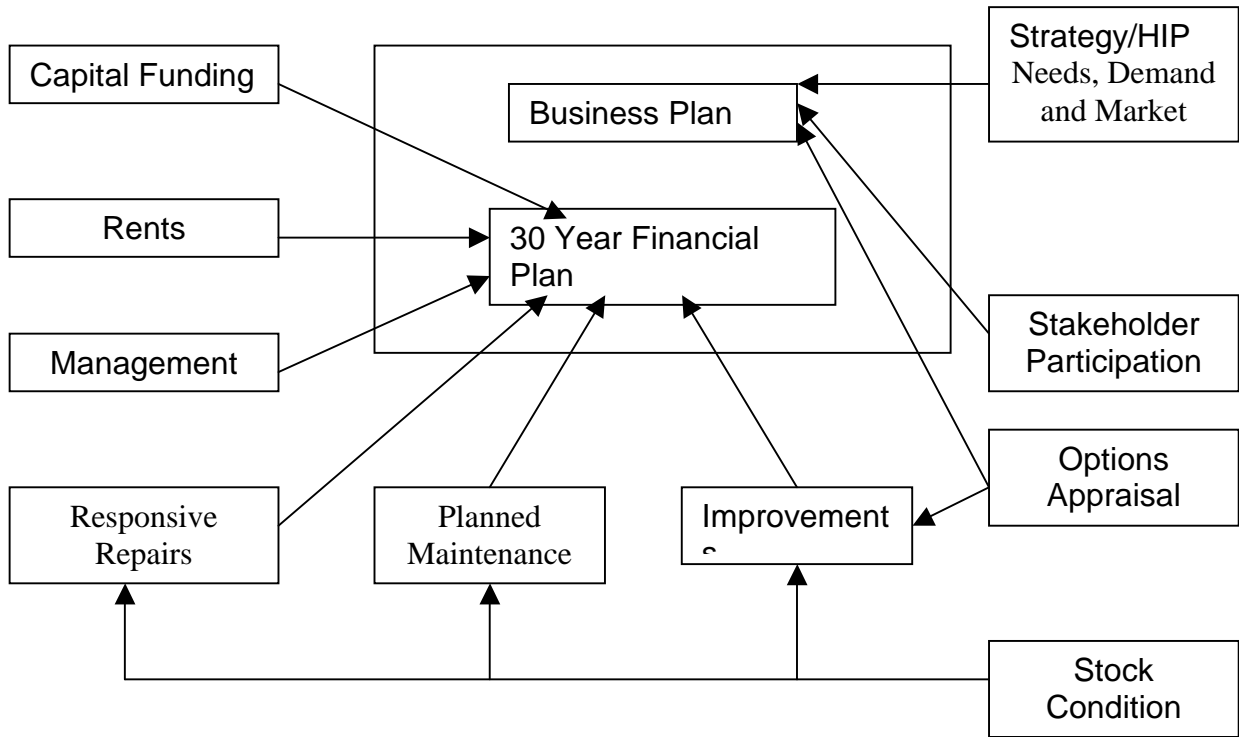 Capital Funding
Strategy/HIP
Needs, Demand
and Market
Business Plan
Rents
30 Year Financial
Plan
Management
Stakeholder
Participation
Options
Appraisal
Responsive
Repairs
Planned
Maintenance
Improvement
s
Stock
Condition